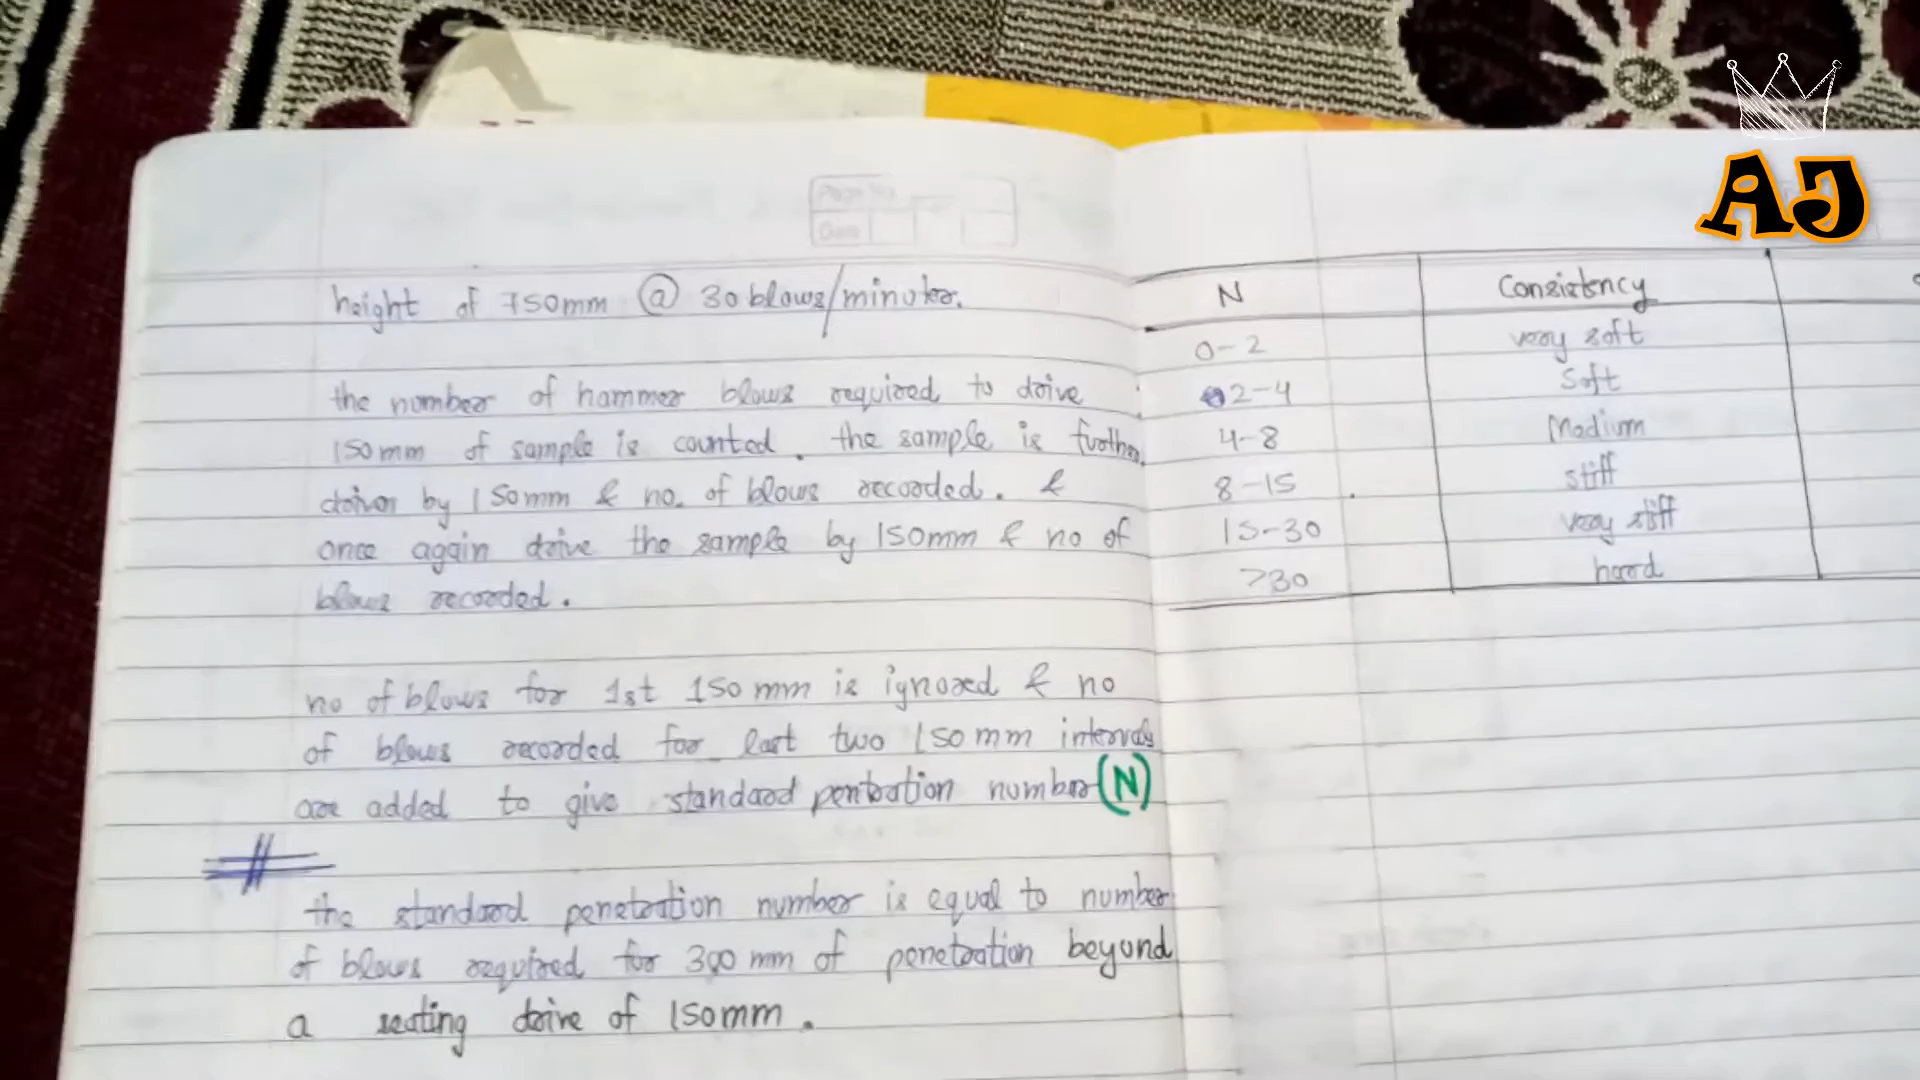 AJ
Page No.
Date
height of 750mm @ 30 blows/minutes.
the number of hammer blows required to drive
150mm of sample is counted. the sample is further
driven by 150mm & no. of blows recorded. &
once again drive the sample by 150mm & no of
blows recorded.
no of blows for 1st 150 mm is ignored & no
of blows recorded for last two 150 mm intervals
are added to give standard pentration number (N)
the standard penetration number is equal to number
of blows required for 300 mm of penetration beyond
a seating drive of 150mm.
N Consistency
0-2 very soft
2-4 Soft
4-8 Medium
8-15 stiff
15-30 very stiff
>30 hard